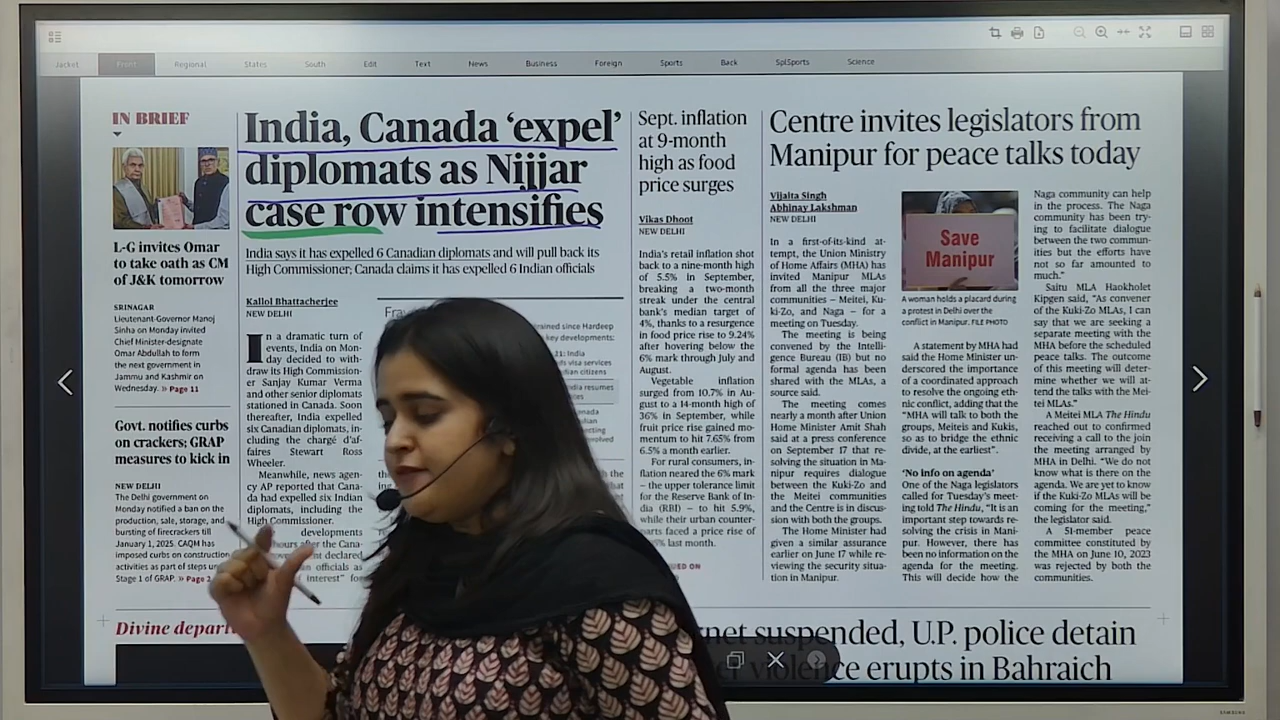 Jacket
Front
Regional
States
South
Edit
Text
News
Business
Foreign
Sports
Back
SplSports
Science
IN BRIEF
L-G invites Omar
to take oath as CM
of J&K tomorrow
SRINAGAR
Lieutenant-Governor Manoj
Sinha on Monday invited
Chief Minister-designate
Omar Abdullah to form
the next government in
Jammu and Kashmir on
Wednesday. » Page 11
Govt. notifies curbs
on crackers; GRAP
measures to kick in
NEW DELHI
The Delhi government on
Monday notified a ban on the
production, sale, storage, and
bursting of firecrackers till
January 1, 2025. CAQM has
imposed curbs on construction
activities as part of steps un
Stage 1 of GRAP. » Page 2
India, Canada ‘expel’
diplomats as Nijjar
case row intensifies
India says it has expelled 6 Canadian diplomats and will pull back its
High Commissioner; Canada claims it has expelled 6 Indian officials
Kallol Bhattacherjee
NEW DELHI
In a dramatic turn of
events, India on Mon-
day decided to with-
draw its High Commission-
er Sanjay Kumar Verma
and other senior diplomats
stationed in Canada. Soon
thereafter, India expelled
six Canadian diplomats, in-
cluding the chargé d’af-
faires Stewart Ross
Wheeler.
Meanwhile, news agen-
cy AP reported that Cana-
da had expelled six Indian
diplomats, including the
High Commissioner.
developments
hours after the Cana-
declared
officials as
interest” for
Fra
ained since Hardeep
key developments:
21: India
visa services
citizens
India resumes
Sept. inflation
at 9-month
high as food
price surges
Vikas Dhoot
NEW DELHI
India’s retail inflation shot
back to a nine-month high
of 5.5% in September,
breaking a two-month
streak under the central
bank’s median target of
4%, thanks to a resurgence
in food price rise to 9.24%
after hovering below the
6% mark through July and
August.
Vegetable inflation
surged from 10.7% in Au-
gust to a 14-month high of
36% in September, while
fruit price rise gained mo-
mentum to hit 7.65% from
6.5% a month earlier.
For rural consumers, in-
flation neared the 6% mark
– the upper tolerance limit
for the Reserve Bank of In-
dia (RBI) – to hit 5.9%,
while their urban counter-
parts faced a price rise of
last month.
Centre invites legislators from
Manipur for peace talks today
Vijaita Singh
Abhinay Lakshman
NEW DELHI
In a first-of-its-kind at-
tempt, the Union Ministry
of Home Affairs (MHA) has
invited Manipur MLAs
from all the three major
communities – Meitei, Ku-
ki-Zo, and Naga – for a
meeting on Tuesday.
The meeting is being
convened by the Intelli-
gence Bureau (IB) but no
formal agenda has been
shared with the MLAs, a
source said.
The meeting comes
nearly a month after Union
Home Minister Amit Shah
said at a press conference
on September 17 that re-
solving the situation in Ma-
nipur requires dialogue
between the Kuki-Zo and
the Meitei communities
and the Centre is in discus-
sion with both the groups.
The Home Minister had
given a similar assurance
earlier on June 17 while re-
viewing the security situa-
tion in Manipur.
Save
Manipur
A woman holds a placard during
a protest in Delhi over the
conflict in Manipur. FILE PHOTO
A statement by MHA had
said the Home Minister un-
derscored the importance
of a coordinated approach
to resolve the ongoing eth-
nic conflict, adding that the
“MHA will talk to both the
groups, Meiteis and Kukis,
so as to bridge the ethnic
divide, at the earliest”.
‘No info on agenda’
One of the Naga legislators
called for Tuesday’s meet-
ing told The Hindu, “It is an
important step towards re-
solving the crisis in Mani-
pur. However, there has
been no information on the
agenda for the meeting.
This will decide how the
Naga community can help
in the process. The Naga
community has been try-
ing to facilitate dialogue
between the two commun-
ities but the efforts have
not so far amounted to
much.”
Saitu MLA Haokholet
Kipgen said, “As convener
of the Kuki-Zo MLAs, I can
say that we are seeking a
separate meeting with the
MHA before the scheduled
peace talks. The outcome
of this meeting will deter-
mine whether we will at-
tend the talks with the Mei-
tei MLAs.”
A Meitei MLA The Hindu
reached out to confirmed
receiving a call to join the
the meeting arranged by
MHA in Delhi. “We do not
know what is there on the
agenda. We are yet to know
if the Kuki-Zo MLAs will be
coming for the meeting,”
the legislator said.
A 51-member peace
committee constituted by
the MHA on June 10, 2023
was rejected by both the
communities.
Divine depart
net suspended, U.P. police detain
violence erupts in Bahraich
SAMSUNG